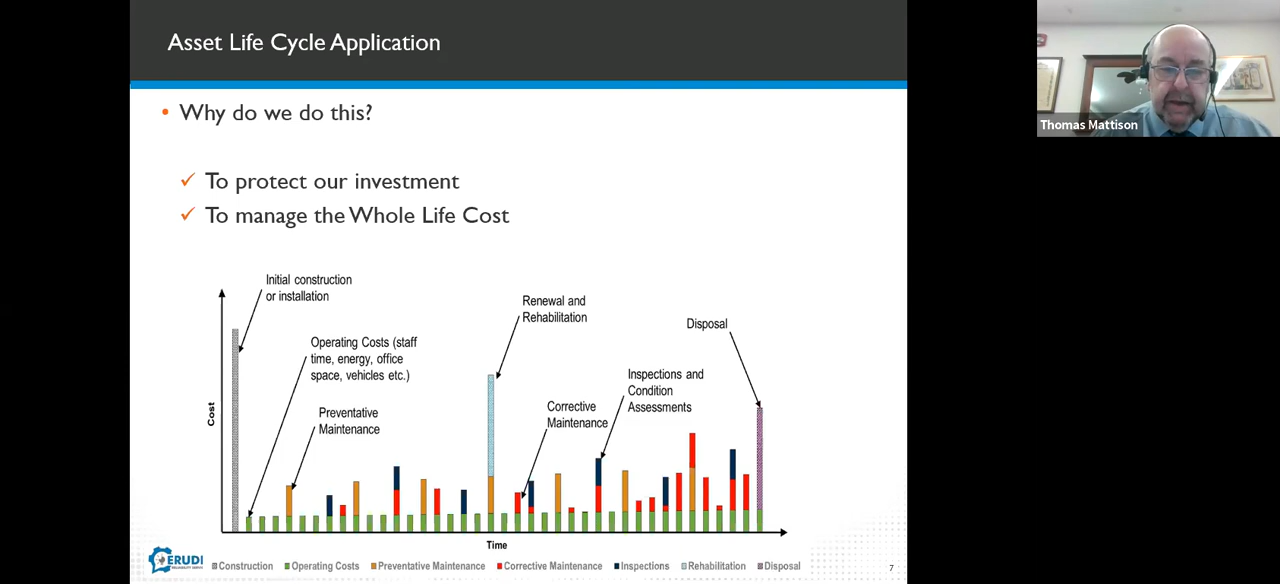 Asset Life Cycle Application
• Why do we do this?
✓ To protect our investment
✓ To manage the Whole Life Cost
Initial construction
or installation
Operating Costs (staff
time, energy, office
space, vehicles etc.)
Preventative
Maintenance
Renewal and
Rehabilitation
Corrective
Maintenance
Inspections and
Condition
Assessments
Disposal
Cost
Time
ERUDI
Construction
Operating Costs
Preventative Maintenance
Corrective Maintenance
Inspections
Rehabilitation
Disposal
7
Thomas Mattison